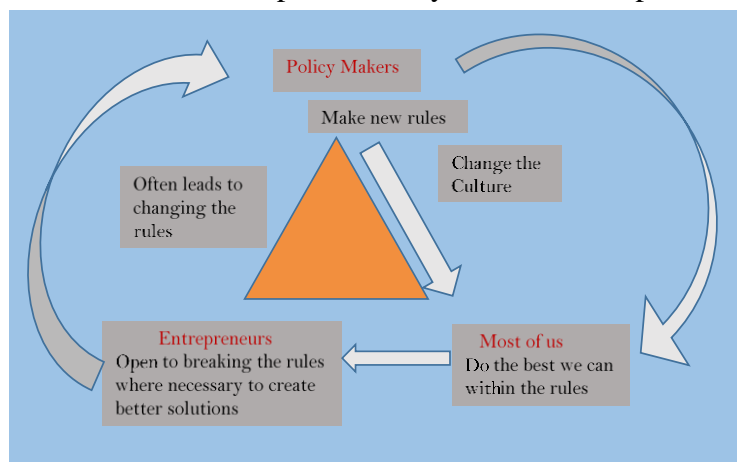 Policy Makers
Make new rules
Change the
Culture
Often leads to
changing the
rules
Entrepreneurs
Open to breaking the rules
where necessary to create
better solutions
Most of us
Do the best we can
within the rules